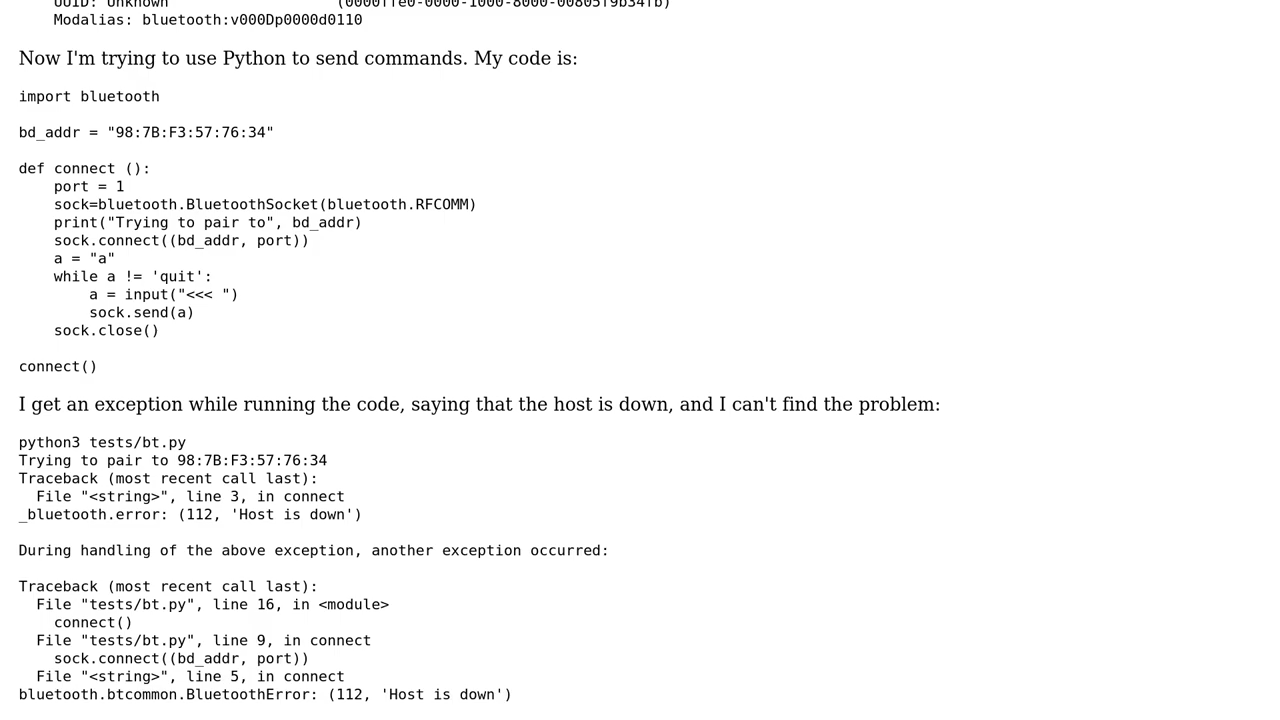 UUID: Unknown (0000ffe0-0000-1000-8000-00805f9b34fb)
Modalias: bluetooth:v000Dp0000d0110
Now I'm trying to use Python to send commands. My code is:
import bluetooth
bd_addr = "98:7B:F3:57:76:34"
def connect ():
port = 1
sock=bluetooth.BluetoothSocket(bluetooth.RFCOMM)
print("Trying to pair to", bd_addr)
sock.connect((bd_addr, port))
a = "a"
while a != 'quit':
a = input("<<< ")
sock.send(a)
sock.close()
connect()
I get an exception while running the code, saying that the host is down, and I can't find the problem:
python3 tests/bt.py
Trying to pair to 98:7B:F3:57:76:34
Traceback (most recent call last):
File "<string>", line 3, in connect
_bluetooth.error: (112, 'Host is down')
During handling of the above exception, another exception occurred:
Traceback (most recent call last):
File "tests/bt.py", line 16, in <module>
connect()
File "tests/bt.py", line 9, in connect
sock.connect((bd_addr, port))
File "<string>", line 5, in connect
bluetooth.btcommon.BluetoothError: (112, 'Host is down')